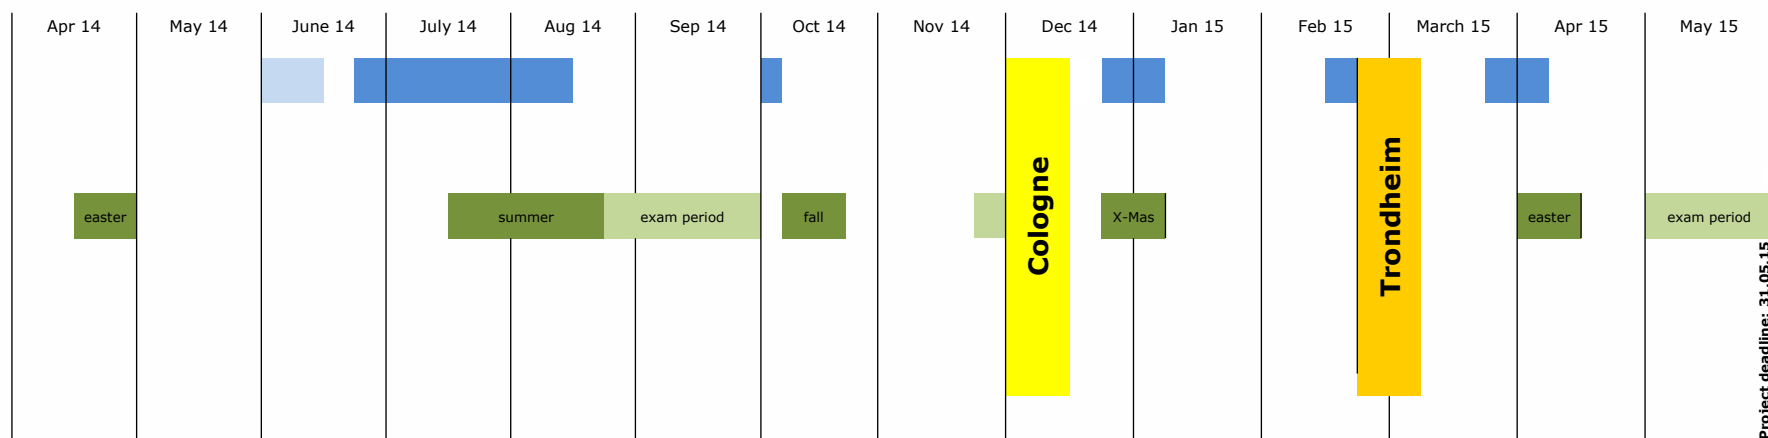 Apr 14
May 14
June 14
July 14
Aug 14
Sep 14
Oct 14
Nov 14
Dec 14
Jan 15
Feb 15
March 15
Apr 15
May 15
easter
summer
exam period
fall
Cologne
X-Mas
Trondheim
easter
exam period
Project deadline: 31.05.15